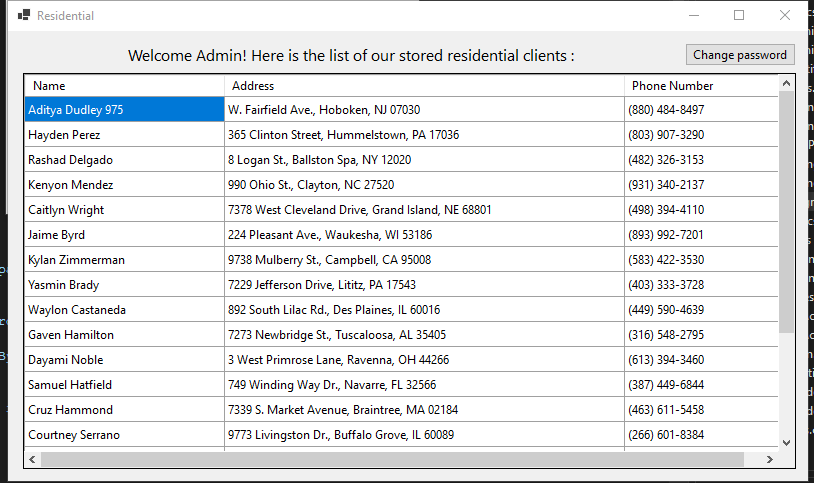 Residential
Welcome Admin! Here is the list of our stored residential clients :
Change password
Name Address Phone Number
Aditya Dudley 975 W. Fairfield Ave., Hoboken, NJ 07030 (880) 484-8497
Hayden Perez 365 Clinton Street, Hummelstown, PA 17036 (803) 907-3290
Rashad Delgado 8 Logan St., Ballston Spa, NY 12020 (482) 326-3153
Kenyon Mendez 990 Ohio St., Clayton, NC 27520 (931) 340-2137
Caitlyn Wright 7378 West Cleveland Drive, Grand Island, NE 68801 (498) 394-4110
Jaime Byrd 224 Pleasant Ave., Waukesha, WI 53186 (893) 992-7201
Kylan Zimmerman 9738 Mulberry St., Campbell, CA 95008 (583) 422-3530
Yasmin Brady 7229 Jefferson Drive, Lititz, PA 17543 (403) 333-3728
Waylon Castaneda 892 South Lilac Rd., Des Plaines, IL 60016 (449) 590-4639
Gaven Hamilton 7273 Newbridge St., Tuscaloosa, AL 35405 (316) 548-2795
Dayami Noble 3 West Primrose Lane, Ravenna, OH 44266 (613) 394-3460
Samuel Hatfield 749 Winding Way Dr., Navarre, FL 32566 (387) 449-6844
Cruz Hammond 7339 S. Market Avenue, Braintree, MA 02184 (463) 611-5458
Courtney Serrano 9773 Livingston Dr., Buffalo Grove, IL 60089 (266) 601-8384